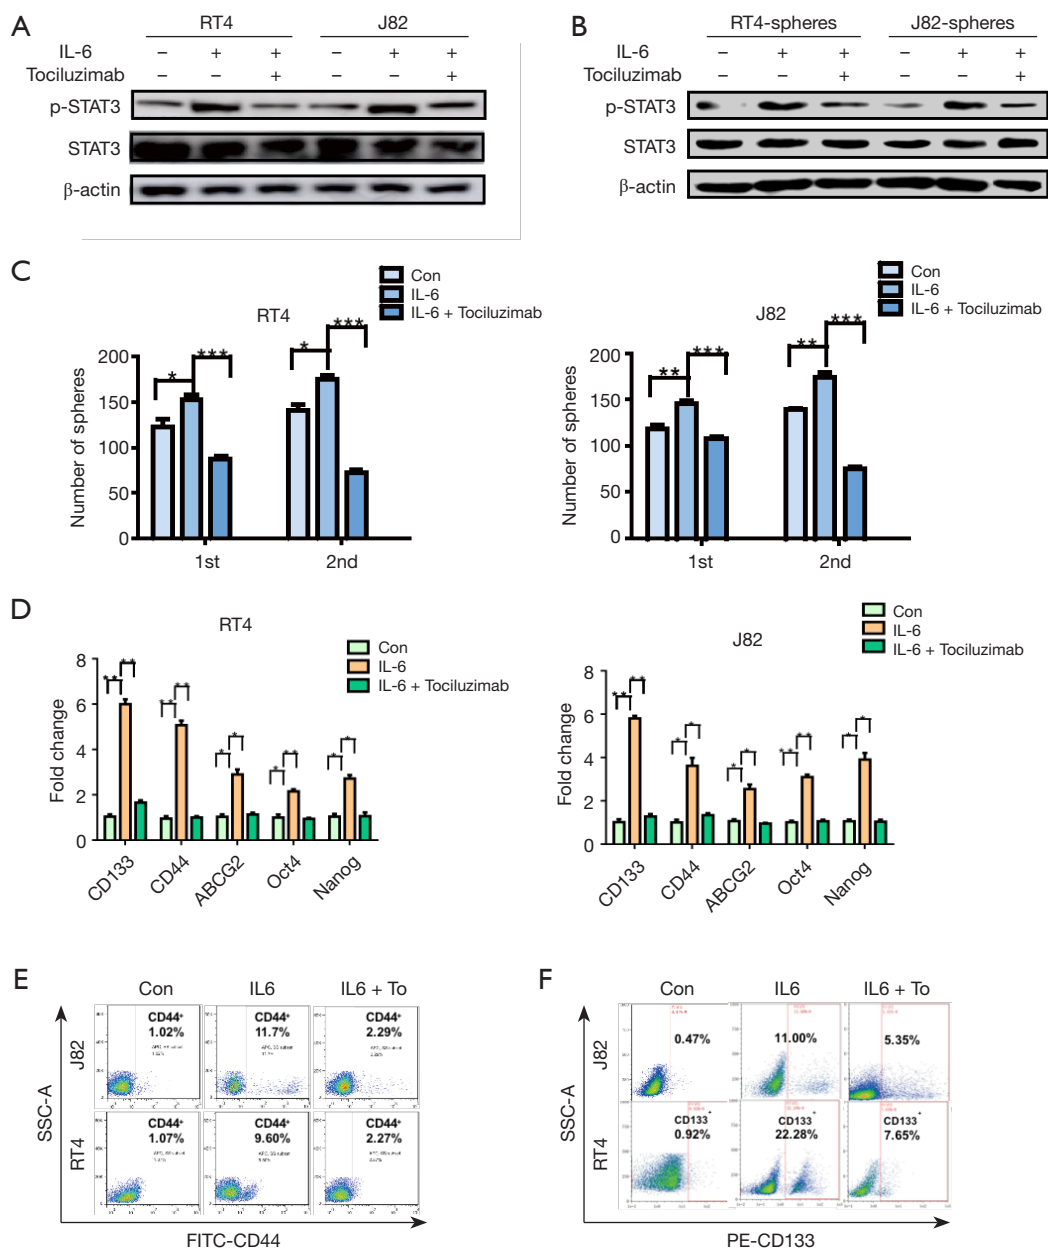 A
RT4 J82
IL-6 − + + − + +
Tociluzimab − − + − − +
p-STAT3
STAT3
β-actin
B
RT4-spheres J82-spheres
IL-6 − + + − + +
Tociluzimab − − + − − +
p-STAT3
STAT3
β-actin
C
RT4
Con
IL-6
IL-6 + Tociluzimab
Number of spheres
200
150
100
50
0
* *** * ***
1st 2nd
J82
Con
IL-6
IL-6 + Tociluzimab
Number of spheres
200
150
100
50
0
** *** ** ***
1st 2nd
D
RT4
Con
IL-6
IL-6 + Tociluzimab
Fold change
8
6
4
2
0
** ** ** ** * * * ** * *
CD133 CD44 ABCG2 Oct4 Nanog
J82
Con
IL-6
IL-6 + Tociluzimab
Fold change
8
6
4
2
0
** ** * * * * ** ** * *
CD133 CD44 ABCG2 Oct4 Nanog
E
Con IL6 IL6 + To
SSC-A
J82
CD44+ CD44+ CD44+
1.02% 11.7% 2.29%
RT4
CD44+ CD44+ CD44+
1.07% 9.60% 2.27%
FITC-CD44
F
Con IL6 IL6 + To
SSC-A
J82
0.47% 11.00% 5.35%
RT4
CD133+ CD133+ CD133+
0.92% 22.28% 7.65%
PE-CD133